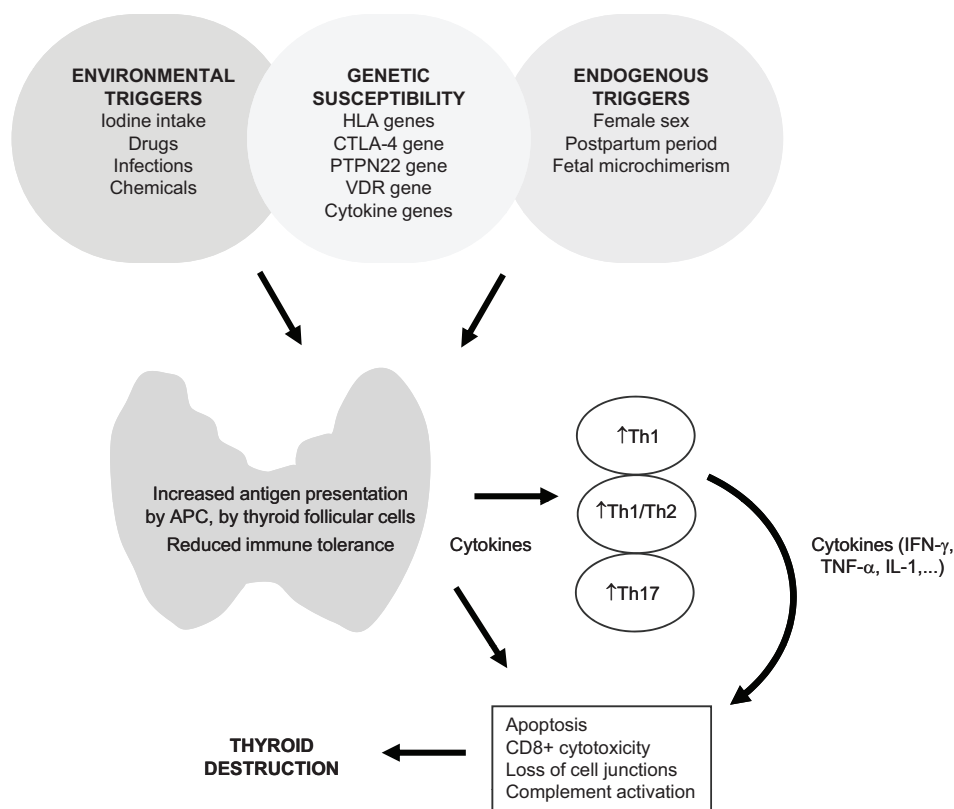 ENVIRONMENTAL
TRIGGERS
Iodine intake
Drugs
Infections
Chemicals
GENETIC
SUSCEPTIBILITY
HLA genes
CTLA-4 gene
PTPN22 gene
VDR gene
Cytokine genes
ENDOGENOUS
TRIGGERS
Female sex
Postpartum period
Fetal microchimerism
Increased antigen presentation
by APC, by thyroid follicular cells
Reduced immune tolerance
Cytokines
↑Th1
↑Th1/Th2
↑Th17
Cytokines (IFN-γ,
TNF-α, IL-1,...)
Apoptosis
CD8+ cytotoxicity
Loss of cell junctions
Complement activation
THYROID
DESTRUCTION